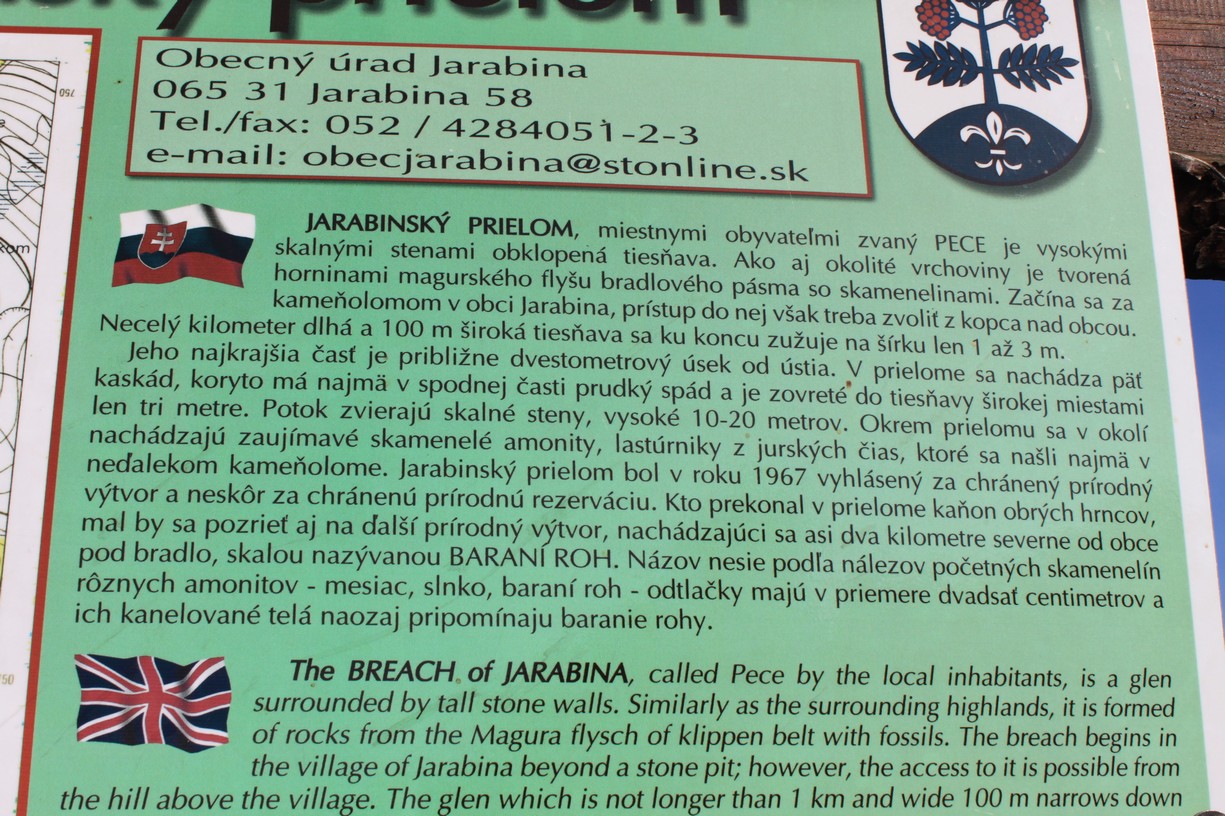 prielom
Obecný úrad Jarabina
065 31 Jarabina 58
Tel./fax: 052 / 4284051-2-3
e-mail: obecjarabina@stonline.sk
750
JARABINSKÝ PRIELOM, miestnymi obyvateľmi zvaný PECE je vysokými
skalnými stenami obklopená tiesňava. Ako aj okolité vrchoviny je tvorená
horninami magurského flyšu bradlového pásma so skamenelinami. Začína sa za
kameňolomom v obci Jarabina, prístup do nej však treba zvoliť z kopca nad obcou.
Necelý kilometer dlhá a 100 m široká tiesňava sa ku koncu zužuje na šírku len 1 až 3 m.
Jeho najkrajšia časť je približne dvestometrový úsek od ústia. V prielome sa nachádza päť
kaskád, koryto má najmä v spodnej časti prudký spád a je zovreté do tiesňavy širokej miestami
len tri metre. Potok zvierajú skalné steny, vysoké 10-20 metrov. Okrem prielomu sa v okolí
nachádzajú zaujímavé skamenelé amonity, lastúrniky z jurských čias, ktoré sa našli najmä v
neďalekom kameňolome. Jarabinský prielom bol v roku 1967 vyhlásený za chránený prírodný
výtvor a neskôr za chránenú prírodnú rezerváciu. Kto prekonal v prielome kaňon obrých hrncov,
mal by sa pozrieť aj na ďalší prírodný výtvor, nachádzajúci sa asi dva kilometre severne od obce
pod bradlo, skalou nazývanou BARANÍ ROH. Názov nesie podľa nálezov početných skamenelín
rôznych amonitov - mesiac, slnko, baraní roh - odtlačky majú v priemere dvadsať centimetrov a
ich kanelované telá naozaj pripomínaju baranie rohy.
The BREACH of JARABINA, called Pece by the local inhabitants, is a glen
surrounded by tall stone walls. Similarly as the surrounding highlands, it is formed
of rocks from the Magura flysch of klippen belt with fossils. The breach begins in
the village of Jarabina beyond a stone pit; however, the access to it is possible from
the hill above the village. The glen which is not longer than 1 km and wide 100 m narrows down